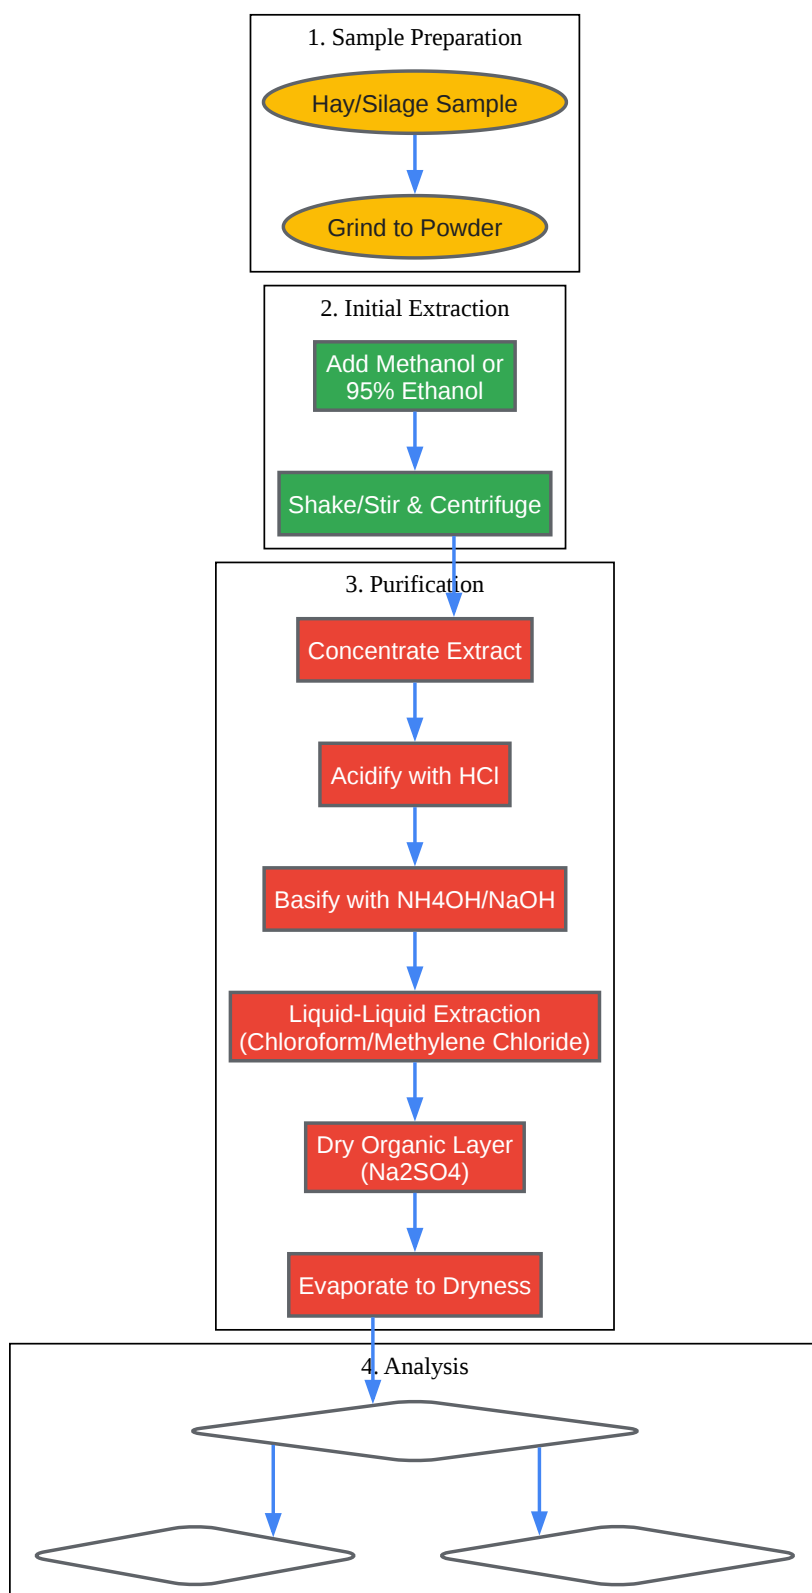 1. Sample Preparation
Hay/Silage Sample
Grind to Powder
2. Initial Extraction
Add Methanol or
95% Ethanol
Shake/Stir & Centrifuge
3. Purification
Concentrate Extract
Acidify with HCl
Basify with NH4OH/NaOH
Liquid-Liquid Extraction
(Chloroform/Methylene Chloride)
Dry Organic Layer
(Na2SO4)
Evaporate to Dryness
4. Analysis